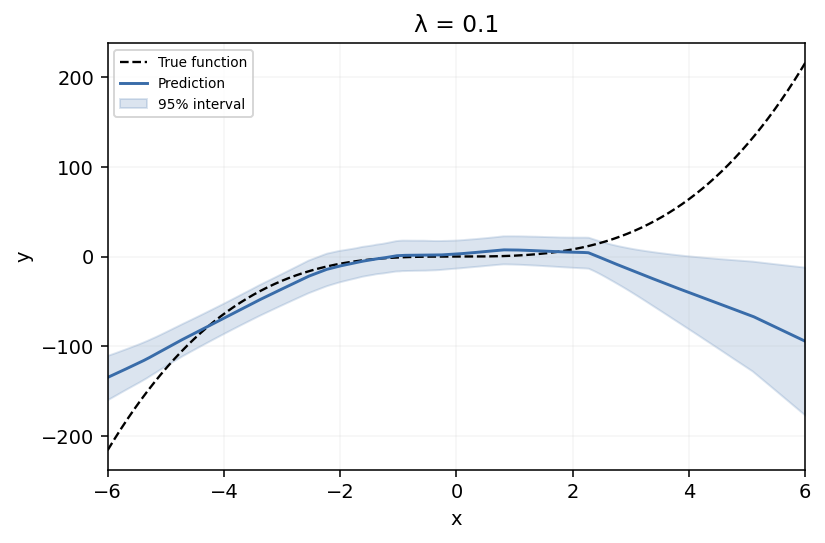 λ = 0.1
True function
Prediction
95% interval
200
100
0
−100
−200
y
−6
−4
−2
0
2
4
6
x